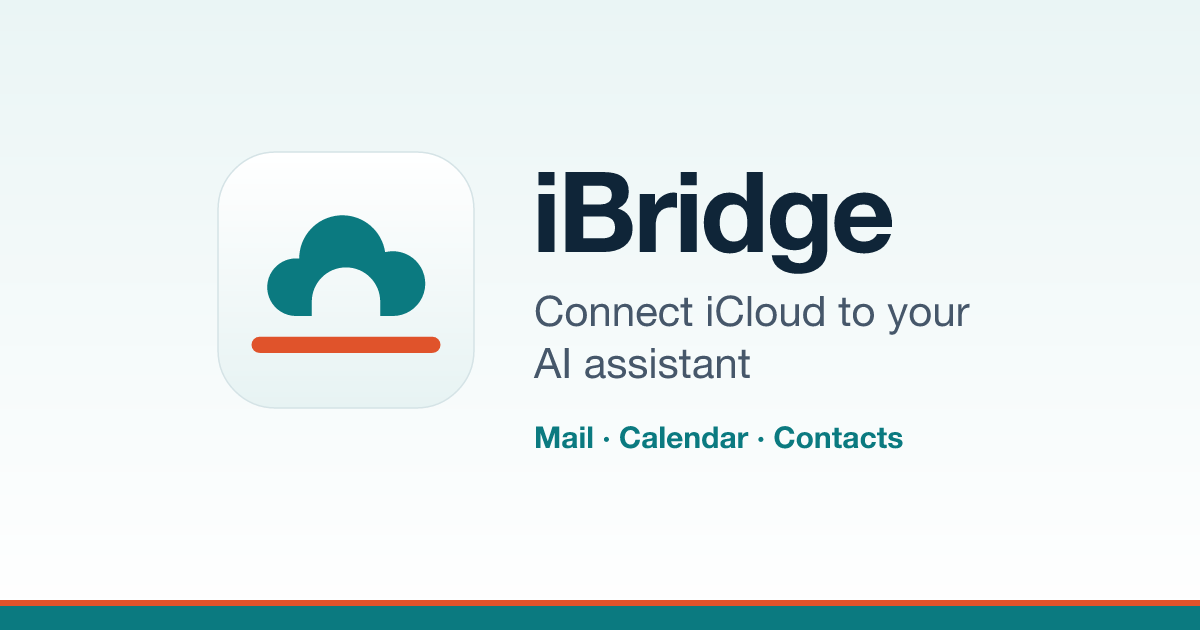 iBridge
Connect iCloud to your
AI assistant
Mail · Calendar · Contacts